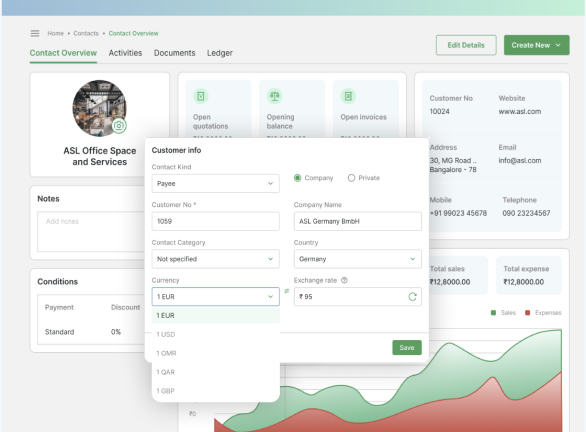 Home • Contacts • Contact Overview
Contact Overview Activities Documents Ledger
Edit Details
Create New
ASL Office Space
and Services
Open
quotations
Opening
balance
Open invoices
Customer No
10024
Website
www.asl.com
Address
30, MG Road ..
Bangalore - 78
Email
info@asl.com
Mobile
+91 99023 45678
Telephone
090 23234567
Notes
Add notes
Conditions
Payment Discount
Standard 0%
Customer info
Contact Kind
Payee
Company
Private
Customer No *
1059
Company Name
ASL Germany BmbH
Contact Category
Not specified
Country
Germany
Currency
1 EUR
Exchange rate
₹ 95
1 EUR
1 USD
1 OMR
1 QAR
1 GBP
Save
Total sales
₹12,8000.00
Total expense
₹12,8000.00
Sales Expenses
₹0